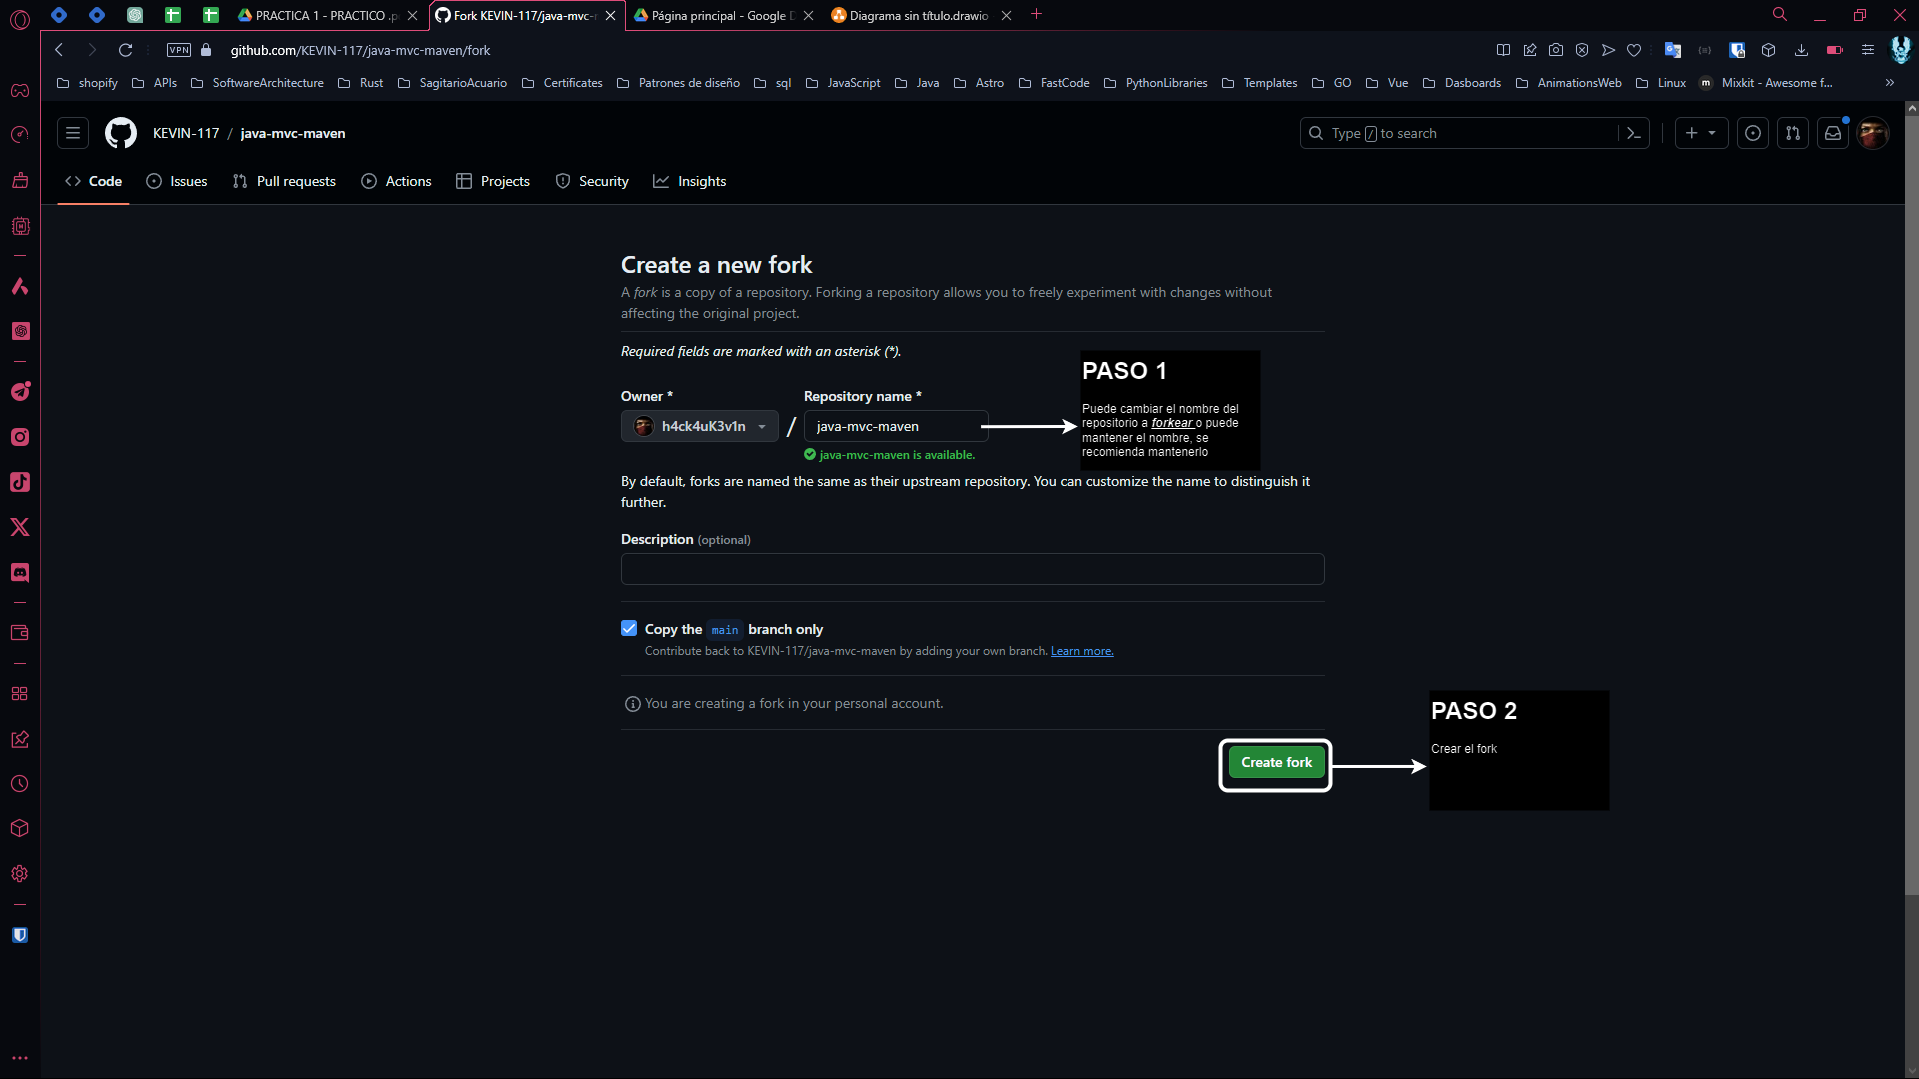 PRACTICA 1 - PRACTICO .p
Fork KEVIN-117/java-mvc-
Página principal - Google D
Diagrama sin título.drawio
VPN
github.com/KEVIN-117/java-mvc-maven/fork
shopify
APIs
SoftwareArchitecture
Rust
SagitarioAcuario
Certificates
Patrones de diseño
sql
JavaScript
Java
Astro
FastCode
PythonLibraries
Templates
GO
Vue
Dasboards
AnimationsWeb
Linux
Mixkit - Awesome f...
KEVIN-117 / java-mvc-maven
Type / to search
Code
Issues
Pull requests
Actions
Projects
Security
Insights
Create a new fork
A fork is a copy of a repository. Forking a repository allows you to freely experiment with changes without
affecting the original project.
Required fields are marked with an asterisk (*).
Owner *
Repository name *
h4ck4uK3v1n
/
java-mvc-maven
java-mvc-maven is available.
PASO 1
Puede cambiar el nombre del
repositorio a forkear o puede
mantener el nombre, se
recomienda mantenerlo
By default, forks are named the same as their upstream repository. You can customize the name to distinguish it
further.
Description (optional)
Copy the main branch only
Contribute back to KEVIN-117/java-mvc-maven by adding your own branch. Learn more.
You are creating a fork in your personal account.
Create fork
PASO 2
Crear el fork